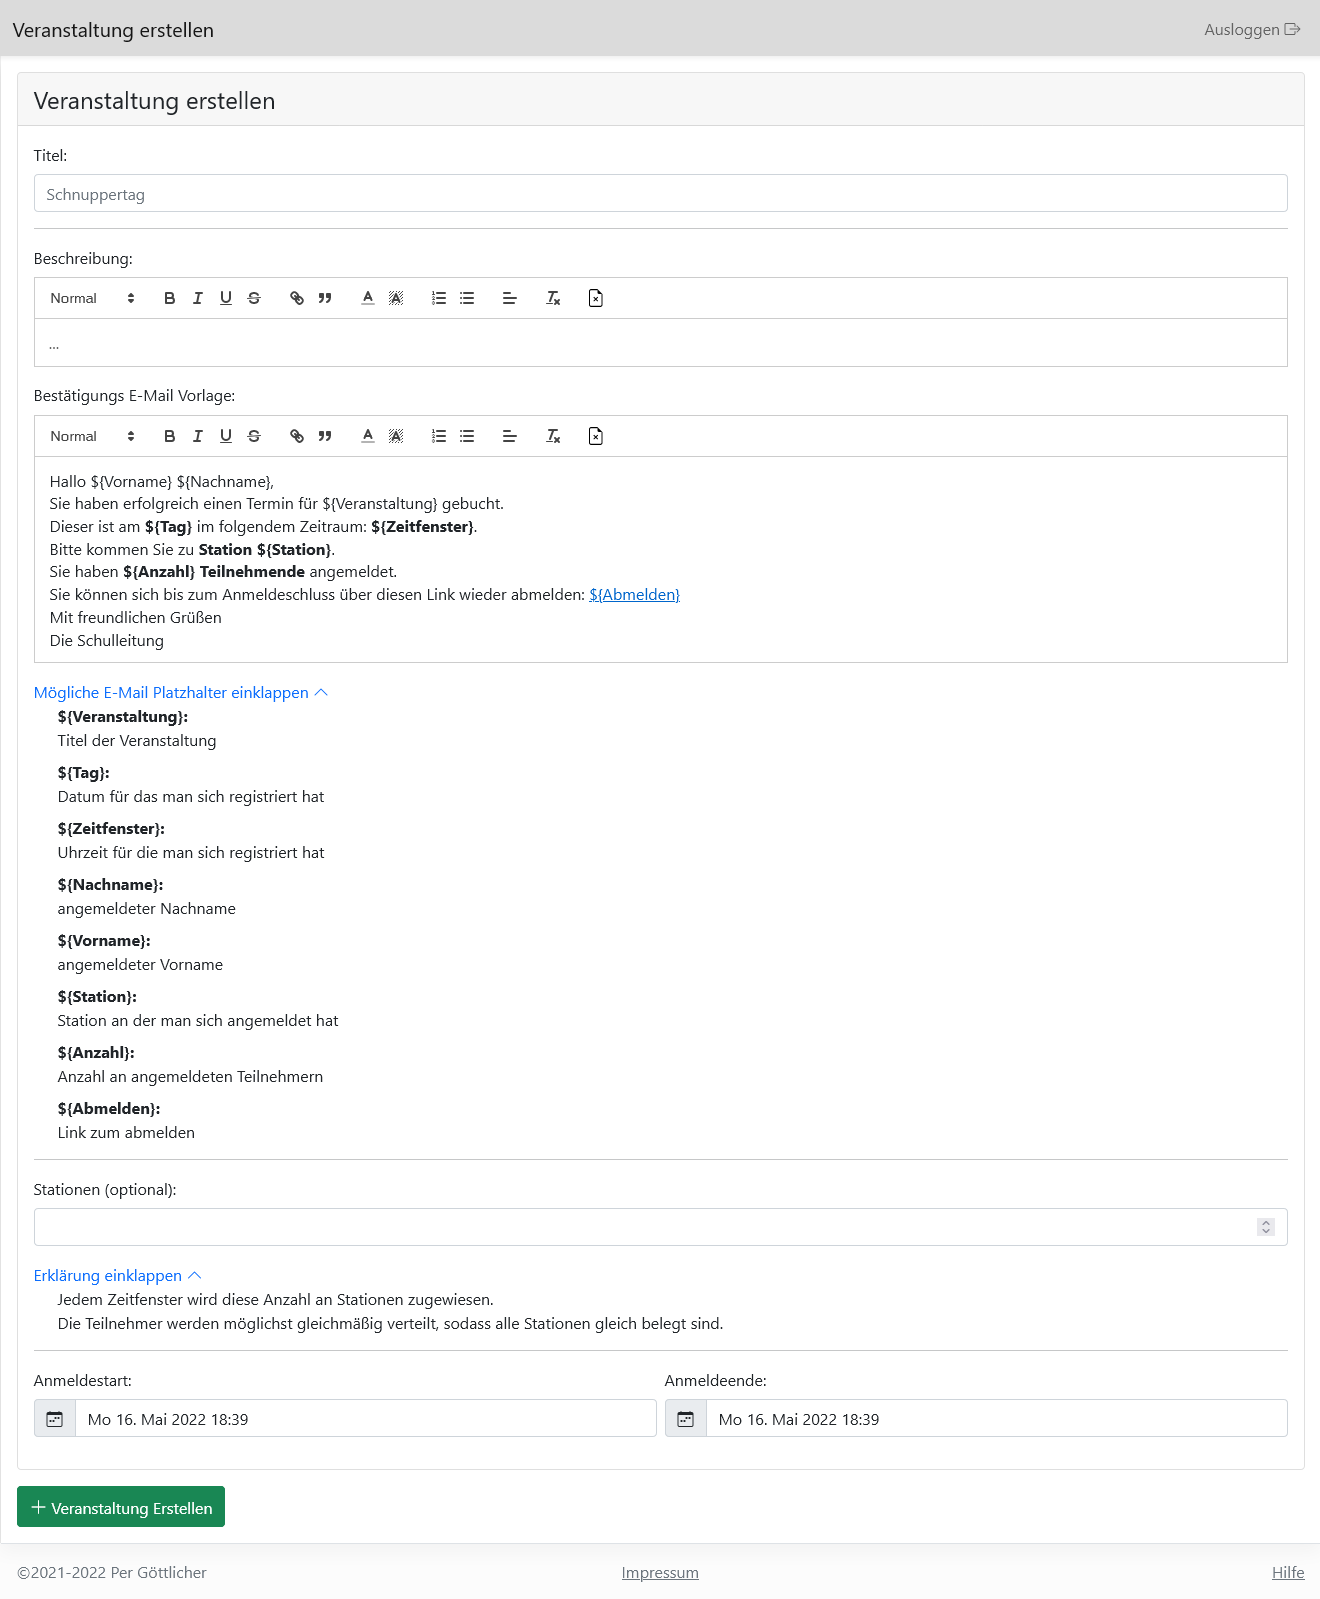 Veranstaltung erstellen
Ausloggen
Veranstaltung erstellen
Titel:
Schnuppertag
Beschreibung:
Normal
...
Bestätigungs E-Mail Vorlage:
Normal
Hallo ${Vorname} ${Nachname},
Sie haben erfolgreich einen Termin für ${Veranstaltung} gebucht.
Dieser ist am ${Tag} im folgendem Zeitraum: ${Zeitfenster}.
Bitte kommen Sie zu Station ${Station}.
Sie haben ${Anzahl} Teilnehmende angemeldet.
Sie können sich bis zum Anmeldeschluss über diesen Link wieder abmelden: ${Abmelden}
Mit freundlichen Grüßen
Die Schulleitung
Mögliche E-Mail Platzhalter einklappen
${Veranstaltung}:
Titel der Veranstaltung
${Tag}:
Datum für das man sich registriert hat
${Zeitfenster}:
Uhrzeit für die man sich registriert hat
${Nachname}:
angemeldeter Nachname
${Vorname}:
angemeldeter Vorname
${Station}:
Station an der man sich angemeldet hat
${Anzahl}:
Anzahl an angemeldeten Teilnehmern
${Abmelden}:
Link zum abmelden
Stationen (optional):
Erklärung einklappen
Jedem Zeitfenster wird diese Anzahl an Stationen zugewiesen.
Die Teilnehmer werden möglichst gleichmäßig verteilt, sodass alle Stationen gleich belegt sind.
Anmeldestart:
Anmeldeende:
Mo 16. Mai 2022 18:39
Mo 16. Mai 2022 18:39
Veranstaltung Erstellen
©2021-2022 Per Göttlicher
Impressum
Hilfe